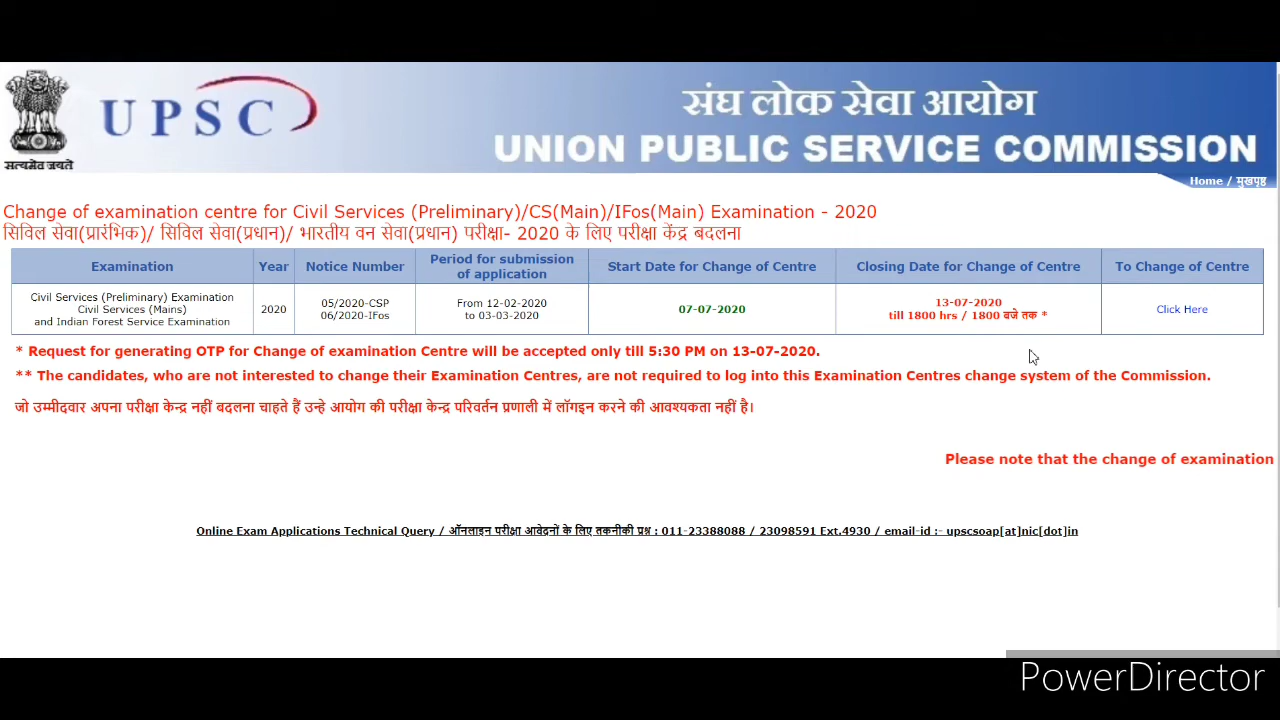 सत्यमेव जयते
UPSC
संघ लोक सेवा आयोग
UNION PUBLIC SERVICE COMMISSION
Home / मुखपृष्ठ
Change of examination centre for Civil Services (Preliminary)/CS(Main)/IFos(Main) Examination - 2020
सिविल सेवा(प्रारंभिक)/ सिविल सेवा(प्रधान)/ भारतीय वन सेवा(प्रधान) परीक्षा- 2020 के लिए परीक्षा केंद्र बदलना
Examination Year Notice Number Period for submission of application Start Date for Change of Centre Closing Date for Change of Centre To Change of Centre
Civil Services (Preliminary) Examination
Civil Services (Mains)
and Indian Forest Service Examination
2020
05/2020-CSP
06/2020-IFos
From 12-02-2020
to 03-03-2020
07-07-2020
13-07-2020
till 1800 hrs / 1800 बजे तक *
Click Here
* Request for generating OTP for Change of examination Centre will be accepted only till 5:30 PM on 13-07-2020.
** The candidates, who are not interested to change their Examination Centres, are not required to log into this Examination Centres change system of the Commission.
जो उम्मीदवार अपना परीक्षा केन्द्र नहीं बदलना चाहते हैं उन्हे आयोग की परीक्षा केन्द्र परिवर्तन प्रणाली में लॉगइन करने की आवश्यकता नहीं है।
Please note that the change of examination
Online Exam Applications Technical Query / ऑनलाइन परीक्षा आवेदनों के लिए तकनीकी प्रश्न : 011-23388088 / 23098591 Ext.4930 / email-id :- upscsoap[at]nic[dot]in
PowerDirector